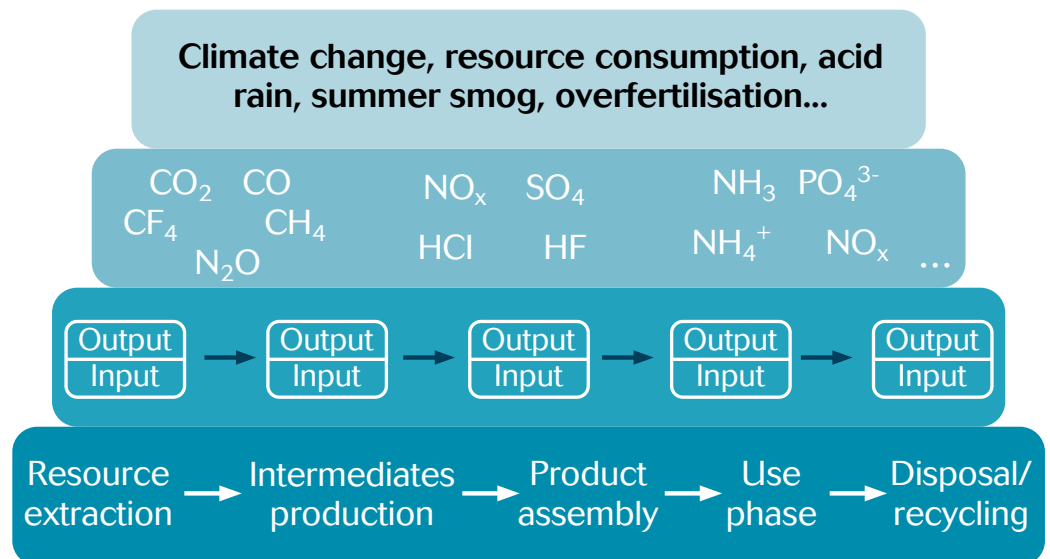 Climate change, resource consumption, acid
rain, summer smog, overfertilisation...
CO₂ CO NOₓ SO₄ NH₃ PO₄³⁻
CF₄ CH₄ HCl HF NH₄⁺ NOₓ ...
N₂O
Output Output Output Output Output
Input Input Input Input Input
Resource Intermediates Product Use Disposal/
extraction production assembly phase recycling